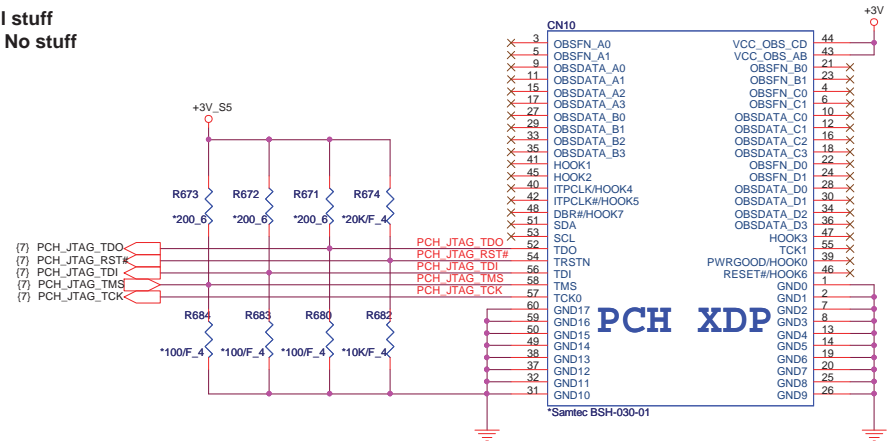 l stuff
No stuff
+3V
CN10
3 OBSFN_A0 VCC_OBS_CD 44
5 OBSFN_A1 VCC_OBS_AB 43
9 OBSDATA_A0 OBSFN_B0 21
11 OBSDATA_A1 OBSFN_B1 23
15 OBSDATA_A2 OBSFN_C0 4
17 OBSDATA_A3 OBSFN_C1 6
27 OBSDATA_B0 OBSDATA_C0 10
29 OBSDATA_B1 OBSDATA_C1 12
33 OBSDATA_B2 OBSDATA_C2 16
35 OBSDATA_B3 OBSDATA_C3 18
41 HOOK1 OBSFN_D0 22
45 HOOK2 OBSFN_D1 24
40 ITPCLK/HOOK4 OBSDATA_D0 28
42 ITPCLK#/HOOK5 OBSDATA_D1 30
48 DBR#/HOOK7 OBSDATA_D2 34
51 SDA OBSDATA_D3 36
53 SCL HOOK3 47
52 TDO TCK1 55
54 TRSTN PWRGOOD/HOOK0 39
56 TDI RESET#/HOOK6 46
58 TMS GND0 1
57 TCK0 GND1 2
60 GND17 GND2 7
59 GND16 GND3 8
50 GND15 GND4 13
49 GND14 GND5 14
38 GND13 GND6 19
37 GND12 GND7 20
32 GND11 GND8 25
31 GND10 GND9 26
PCH XDP
*Samtec BSH-030-01
+3V_S5
R673 R672 R671 R674
*200_6 *200_6 *200_6 *20K/F_4
{7} PCH_JTAG_TDO PCH_JTAG_TDO
{7} PCH_JTAG_RST# PCH_JTAG_RST#
{7} PCH_JTAG_TDI PCH_JTAG_TDI
{7} PCH_JTAG_TMS PCH_JTAG_TMS
{7} PCH_JTAG_TCK PCH_JTAG_TCK
R684 R683 R680 R682
*100/F_4 *100/F_4 *100/F_4 *10K/F_4